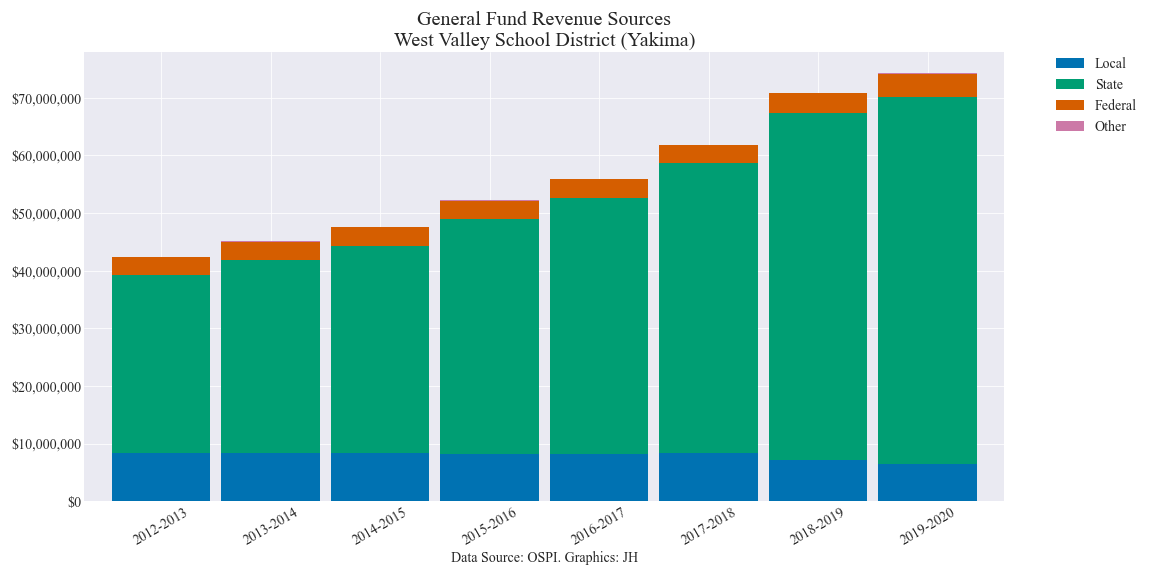 General Fund Revenue Sources
West Valley School District (Yakima)
Local
State
Federal
Other
$70,000,000
$60,000,000
$50,000,000
$40,000,000
$30,000,000
$20,000,000
$10,000,000
$0
2012-2013
2013-2014
2014-2015
2015-2016
2016-2017
2017-2018
2018-2019
2019-2020
Data Source: OSPI. Graphics: JH